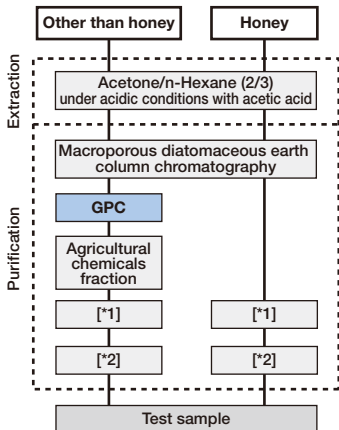 Other than honey
Honey
Extraction
Acetone/n-Hexane (2/3)
under acidic conditions with acetic acid
Purification
Macroporous diatomaceous earth
column chromatography
GPC
Agricultural
chemicals
fraction
[*1]
[*1]
[*2]
[*2]
Test sample